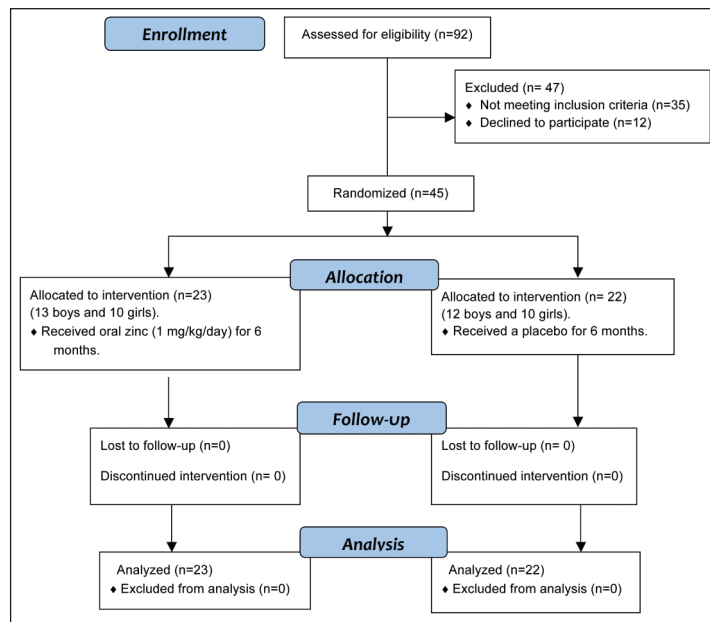 Enrollment
Assessed for eligibility (n=92)
Excluded (n= 47)
♦ Not meeting inclusion criteria (n=35)
♦ Declined to participate (n=12)
Randomized (n=45)
Allocation
Allocated to intervention (n=23)
(13 boys and 10 girls).
♦ Received oral zinc (1 mg/kg/day) for 6
months.
Allocated to intervention (n= 22)
(12 boys and 10 girls).
♦ Received a placebo for 6 months.
Follow-Up
Lost to follow-up (n=0)
Discontinued intervention (n= 0)
Lost to follow-up (n= 0)
Discontinued intervention (n=0)
Analysis
Analyzed (n=23)
♦ Excluded from analysis (n=0)
Analyzed (n=22)
♦ Excluded from analysis (n=0)